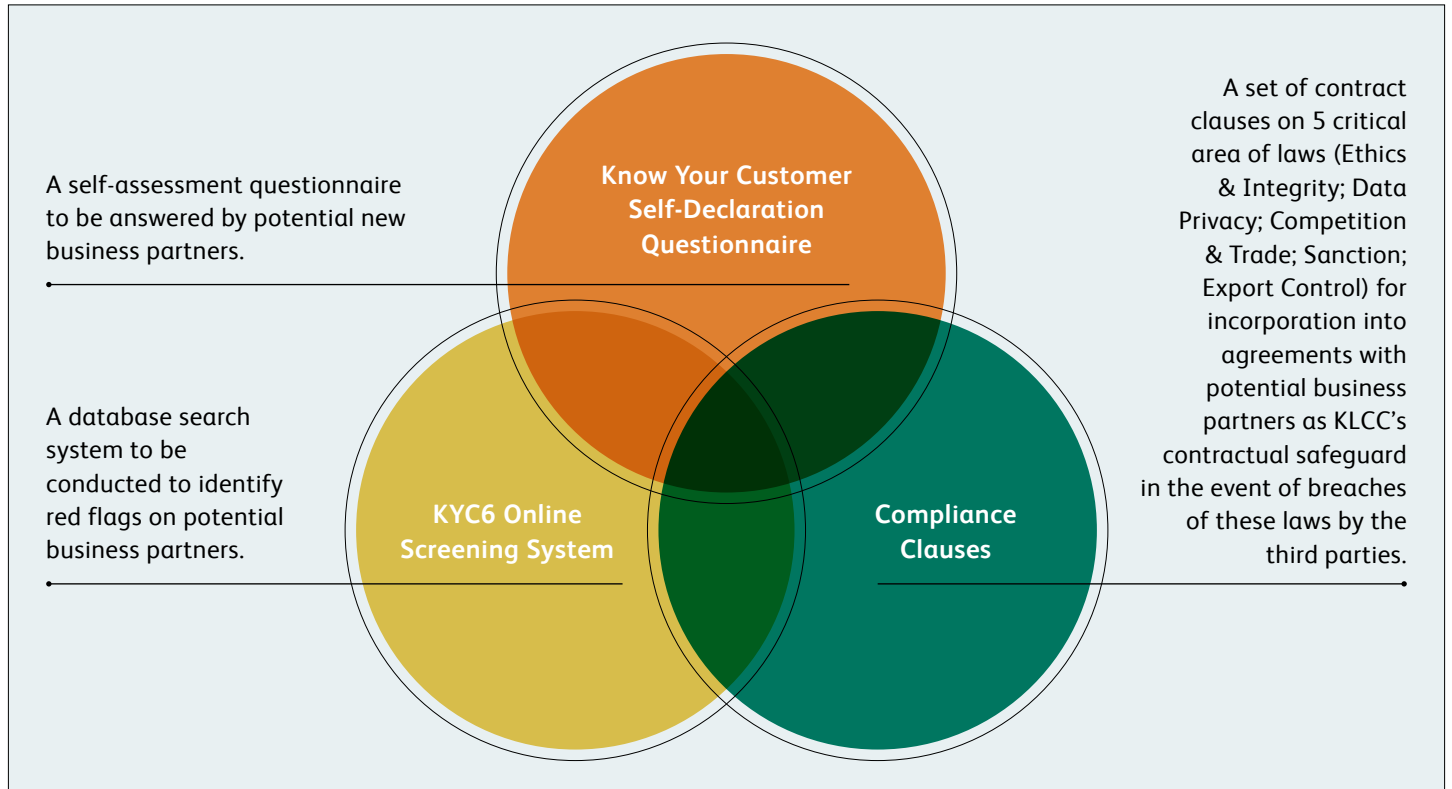 Know Your Customer
Self-Declaration
Questionnaire
A self-assessment questionnaire
to be answered by potential new
business partners.
KYC6 Online
Screening System
A database search
system to be
conducted to identify
red flags on potential
business partners.
Compliance
Clauses
A set of contract
clauses on 5 critical
area of laws (Ethics
& Integrity; Data
Privacy; Competition
& Trade; Sanction;
Export Control) for
incorporation into
agreements with
potential business
partners as KLCC’s
contractual safeguard
in the event of breaches
of these laws by the
third parties.